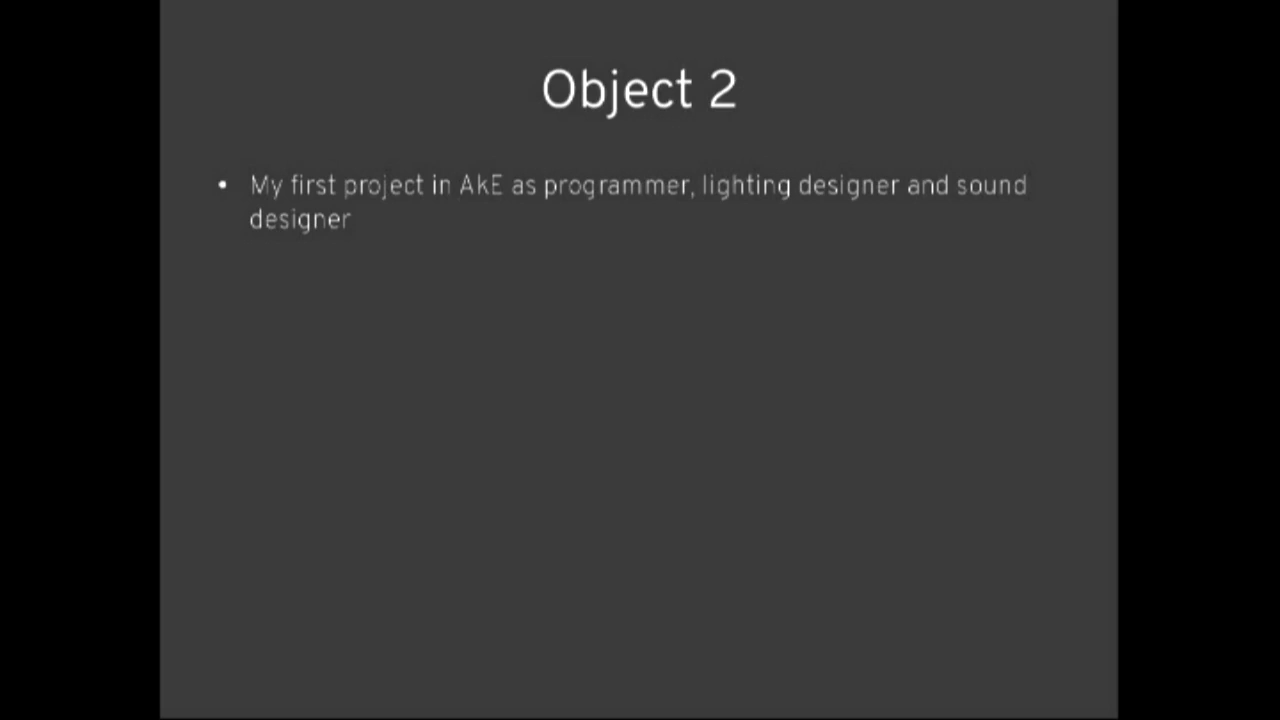 Object 2
• My first project in AkE as programmer, lighting designer and sound
designer